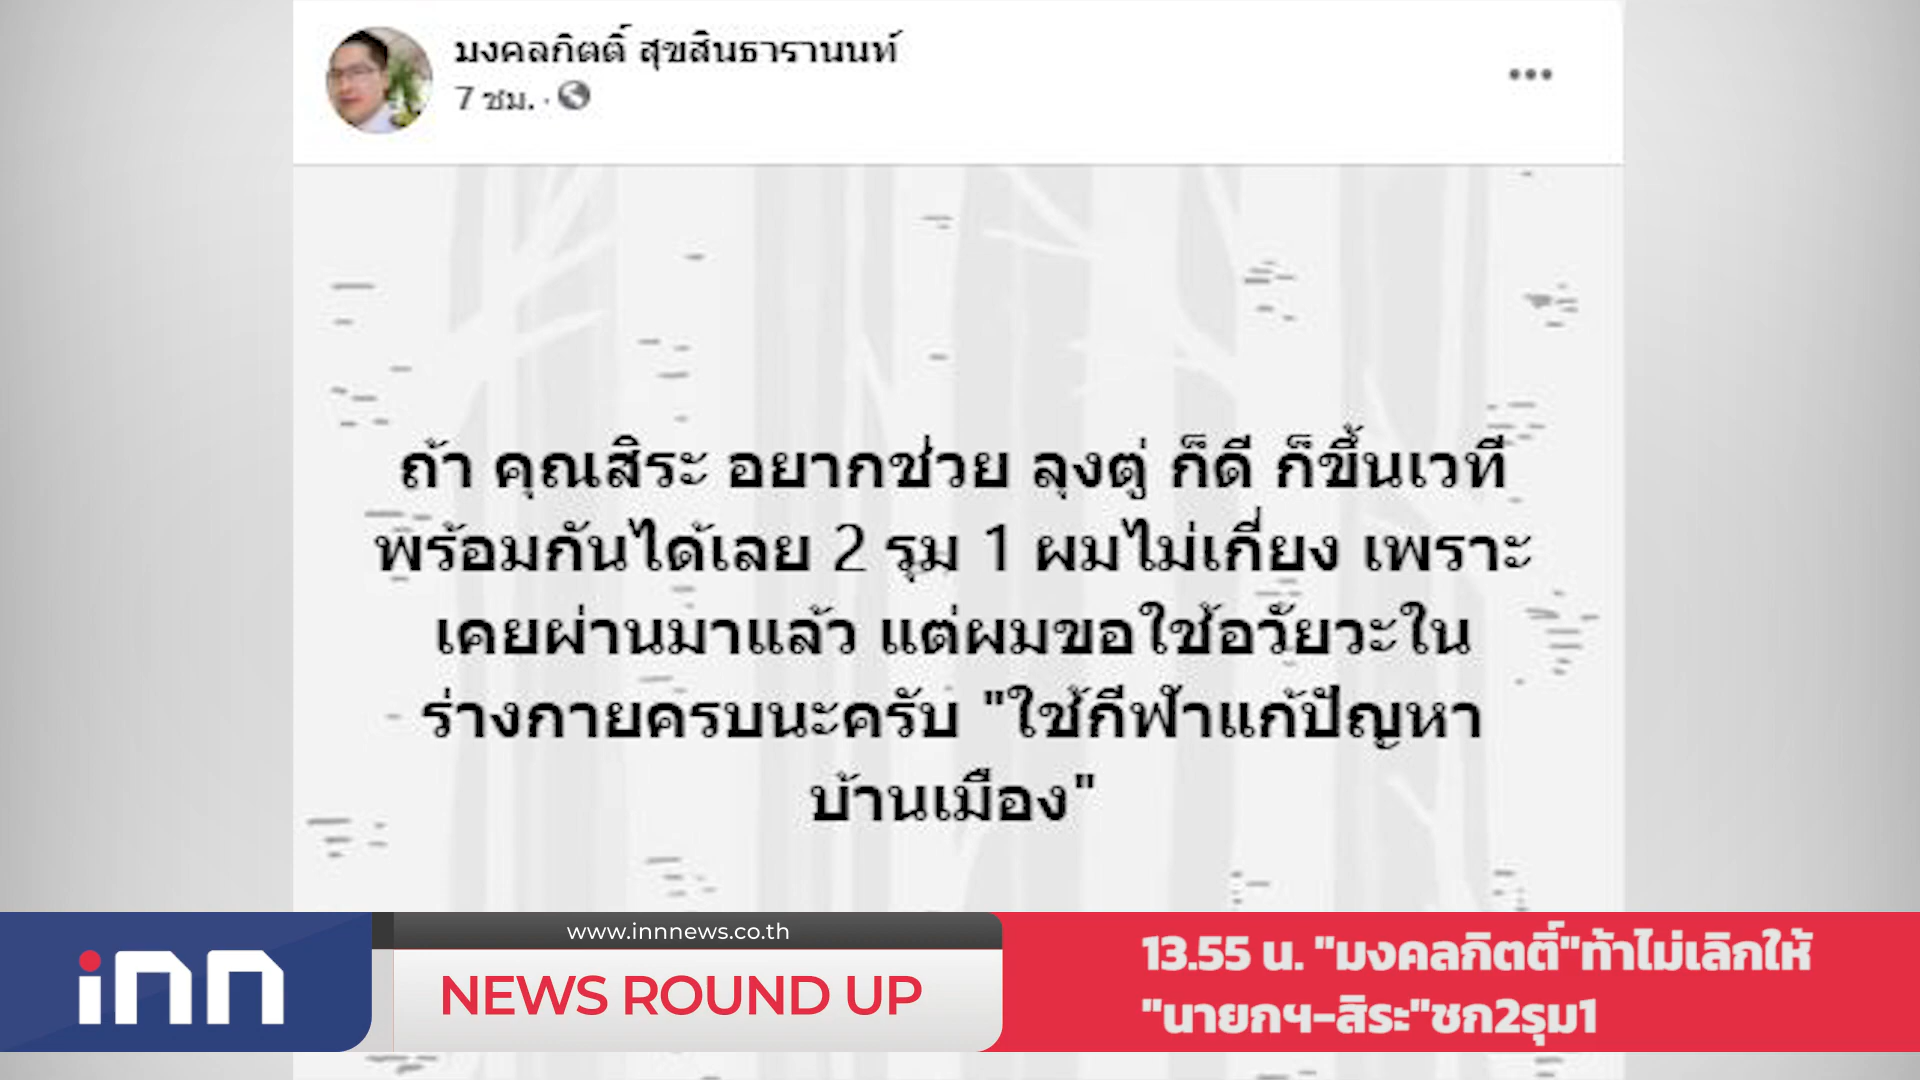 มงคลกิตติ์ สุขสินธารานนท์
7 ชม. ·
ถ้า คุณสิระ อยากช่วย ลุงตู่ ก็ดี ก็ขึ้นเวที
พร้อมกันได้เลย 2 รุม 1 ผมไม่เกี่ยง เพราะ
เคยผ่านมาแล้ว แต่ผมขอใช้อวัยวะใน
ร่างกายครบนะครับ "ใช้กีฬาแก้ปัญหา
บ้านเมือง"
inn
www.innnews.co.th
NEWS ROUND UP
13.55 น. "มงคลกิตติ์"ท้าไม่เลิกให้
"นายกฯ-สิระ"ชก2รุม1